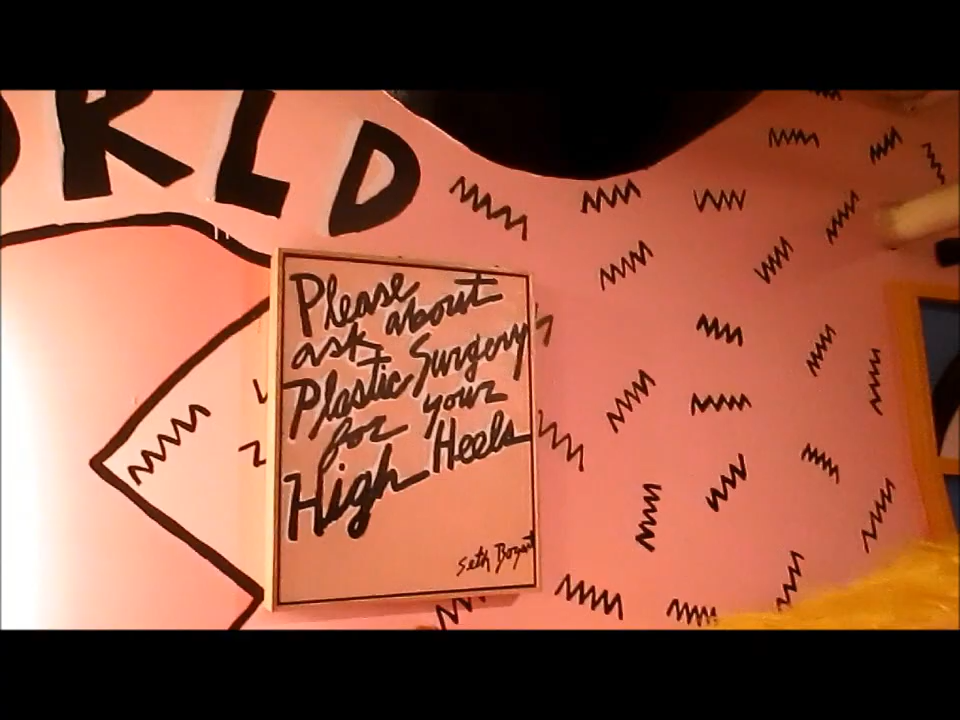 ORLD
Please
ask about
Plastic Surgery
for your
High Heels
Seth Bogart